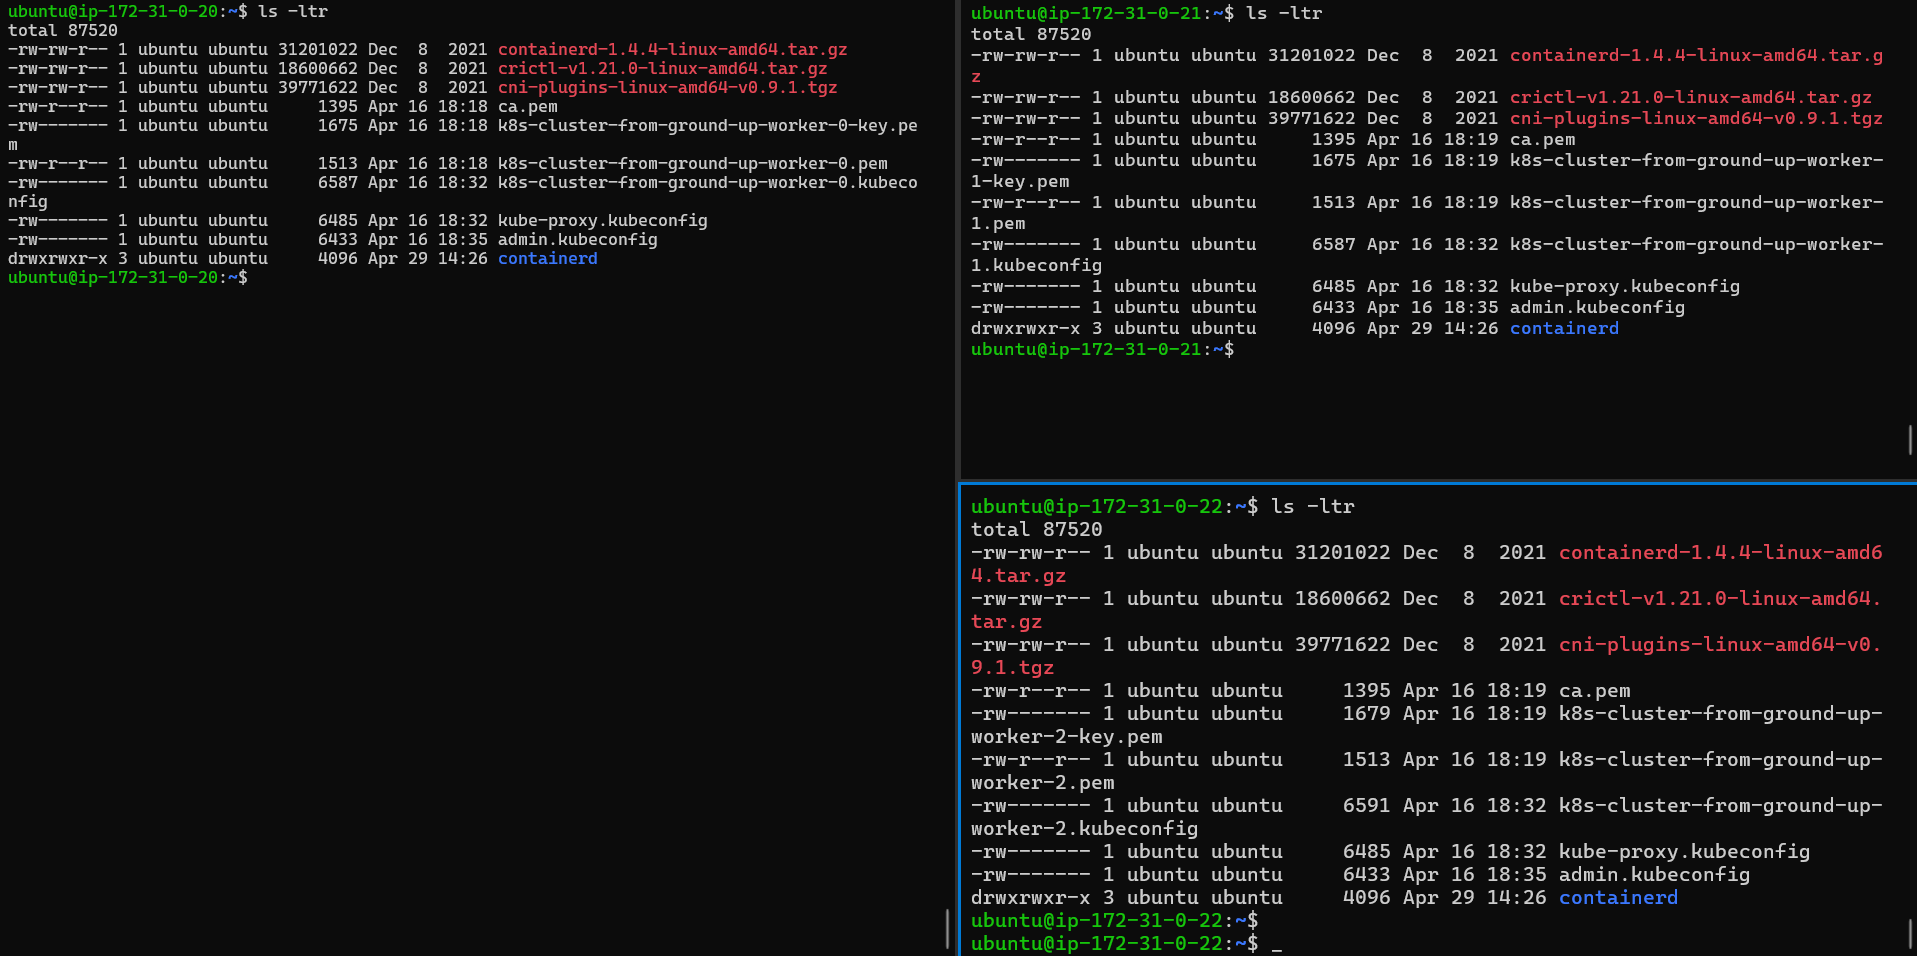 ubuntu@ip-172-31-0-20:~$ ls -ltr
total 87520
-rw-rw-r-- 1 ubuntu ubuntu 31201022 Dec  8  2021 containerd-1.4.4-linux-amd64.tar.gz
-rw-rw-r-- 1 ubuntu ubuntu 18600662 Dec  8  2021 crictl-v1.21.0-linux-amd64.tar.gz
-rw-rw-r-- 1 ubuntu ubuntu 39771622 Dec  8  2021 cni-plugins-linux-amd64-v0.9.1.tgz
-rw-r--r-- 1 ubuntu ubuntu     1395 Apr 16 18:18 ca.pem
-rw------- 1 ubuntu ubuntu     1675 Apr 16 18:18 k8s-cluster-from-ground-up-worker-0-key.pe
m
-rw-r--r-- 1 ubuntu ubuntu     1513 Apr 16 18:18 k8s-cluster-from-ground-up-worker-0.pem
-rw------- 1 ubuntu ubuntu     6587 Apr 16 18:32 k8s-cluster-from-ground-up-worker-0.kubeco
nfig
-rw------- 1 ubuntu ubuntu     6485 Apr 16 18:32 kube-proxy.kubeconfig
-rw------- 1 ubuntu ubuntu     6433 Apr 16 18:35 admin.kubeconfig
drwxrwxr-x 3 ubuntu ubuntu     4096 Apr 29 14:26 containerd
ubuntu@ip-172-31-0-20:~$
ubuntu@ip-172-31-0-21:~$ ls -ltr
total 87520
-rw-rw-r-- 1 ubuntu ubuntu 31201022 Dec  8  2021 containerd-1.4.4-linux-amd64.tar.g
z
-rw-rw-r-- 1 ubuntu ubuntu 18600662 Dec  8  2021 crictl-v1.21.0-linux-amd64.tar.gz
-rw-rw-r-- 1 ubuntu ubuntu 39771622 Dec  8  2021 cni-plugins-linux-amd64-v0.9.1.tgz
-rw-r--r-- 1 ubuntu ubuntu     1395 Apr 16 18:19 ca.pem
-rw------- 1 ubuntu ubuntu     1675 Apr 16 18:19 k8s-cluster-from-ground-up-worker-
1-key.pem
-rw-r--r-- 1 ubuntu ubuntu     1513 Apr 16 18:19 k8s-cluster-from-ground-up-worker-
1.pem
-rw------- 1 ubuntu ubuntu     6587 Apr 16 18:32 k8s-cluster-from-ground-up-worker-
1.kubeconfig
-rw------- 1 ubuntu ubuntu     6485 Apr 16 18:32 kube-proxy.kubeconfig
-rw------- 1 ubuntu ubuntu     6433 Apr 16 18:35 admin.kubeconfig
drwxrwxr-x 3 ubuntu ubuntu     4096 Apr 29 14:26 containerd
ubuntu@ip-172-31-0-21:~$
ubuntu@ip-172-31-0-22:~$ ls -ltr
total 87520
-rw-rw-r-- 1 ubuntu ubuntu 31201022 Dec  8  2021 containerd-1.4.4-linux-amd6
4.tar.gz
-rw-rw-r-- 1 ubuntu ubuntu 18600662 Dec  8  2021 crictl-v1.21.0-linux-amd64.
tar.gz
-rw-rw-r-- 1 ubuntu ubuntu 39771622 Dec  8  2021 cni-plugins-linux-amd64-v0.
9.1.tgz
-rw-r--r-- 1 ubuntu ubuntu     1395 Apr 16 18:19 ca.pem
-rw------- 1 ubuntu ubuntu     1679 Apr 16 18:19 k8s-cluster-from-ground-up-
worker-2-key.pem
-rw-r--r-- 1 ubuntu ubuntu     1513 Apr 16 18:19 k8s-cluster-from-ground-up-
worker-2.pem
-rw------- 1 ubuntu ubuntu     6591 Apr 16 18:32 k8s-cluster-from-ground-up-
worker-2.kubeconfig
-rw------- 1 ubuntu ubuntu     6485 Apr 16 18:32 kube-proxy.kubeconfig
-rw------- 1 ubuntu ubuntu     6433 Apr 16 18:35 admin.kubeconfig
drwxrwxr-x 3 ubuntu ubuntu     4096 Apr 29 14:26 containerd
ubuntu@ip-172-31-0-22:~$
ubuntu@ip-172-31-0-22:~$ _